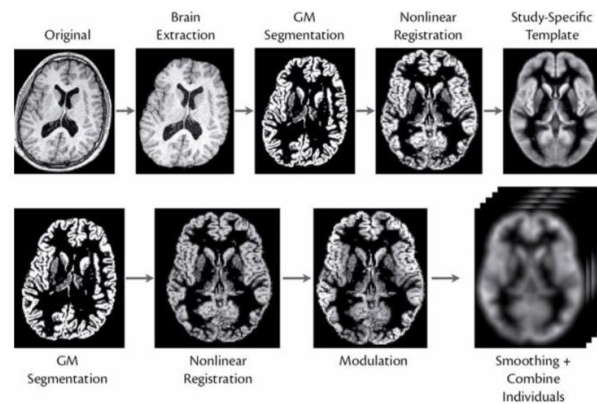 Original
Brain
Extraction
GM
Segmentation
Nonlinear
Registration
Study-Specific
Template
GM
Segmentation
Nonlinear
Registration
Modulation
Smoothing +
Combine
Individuals